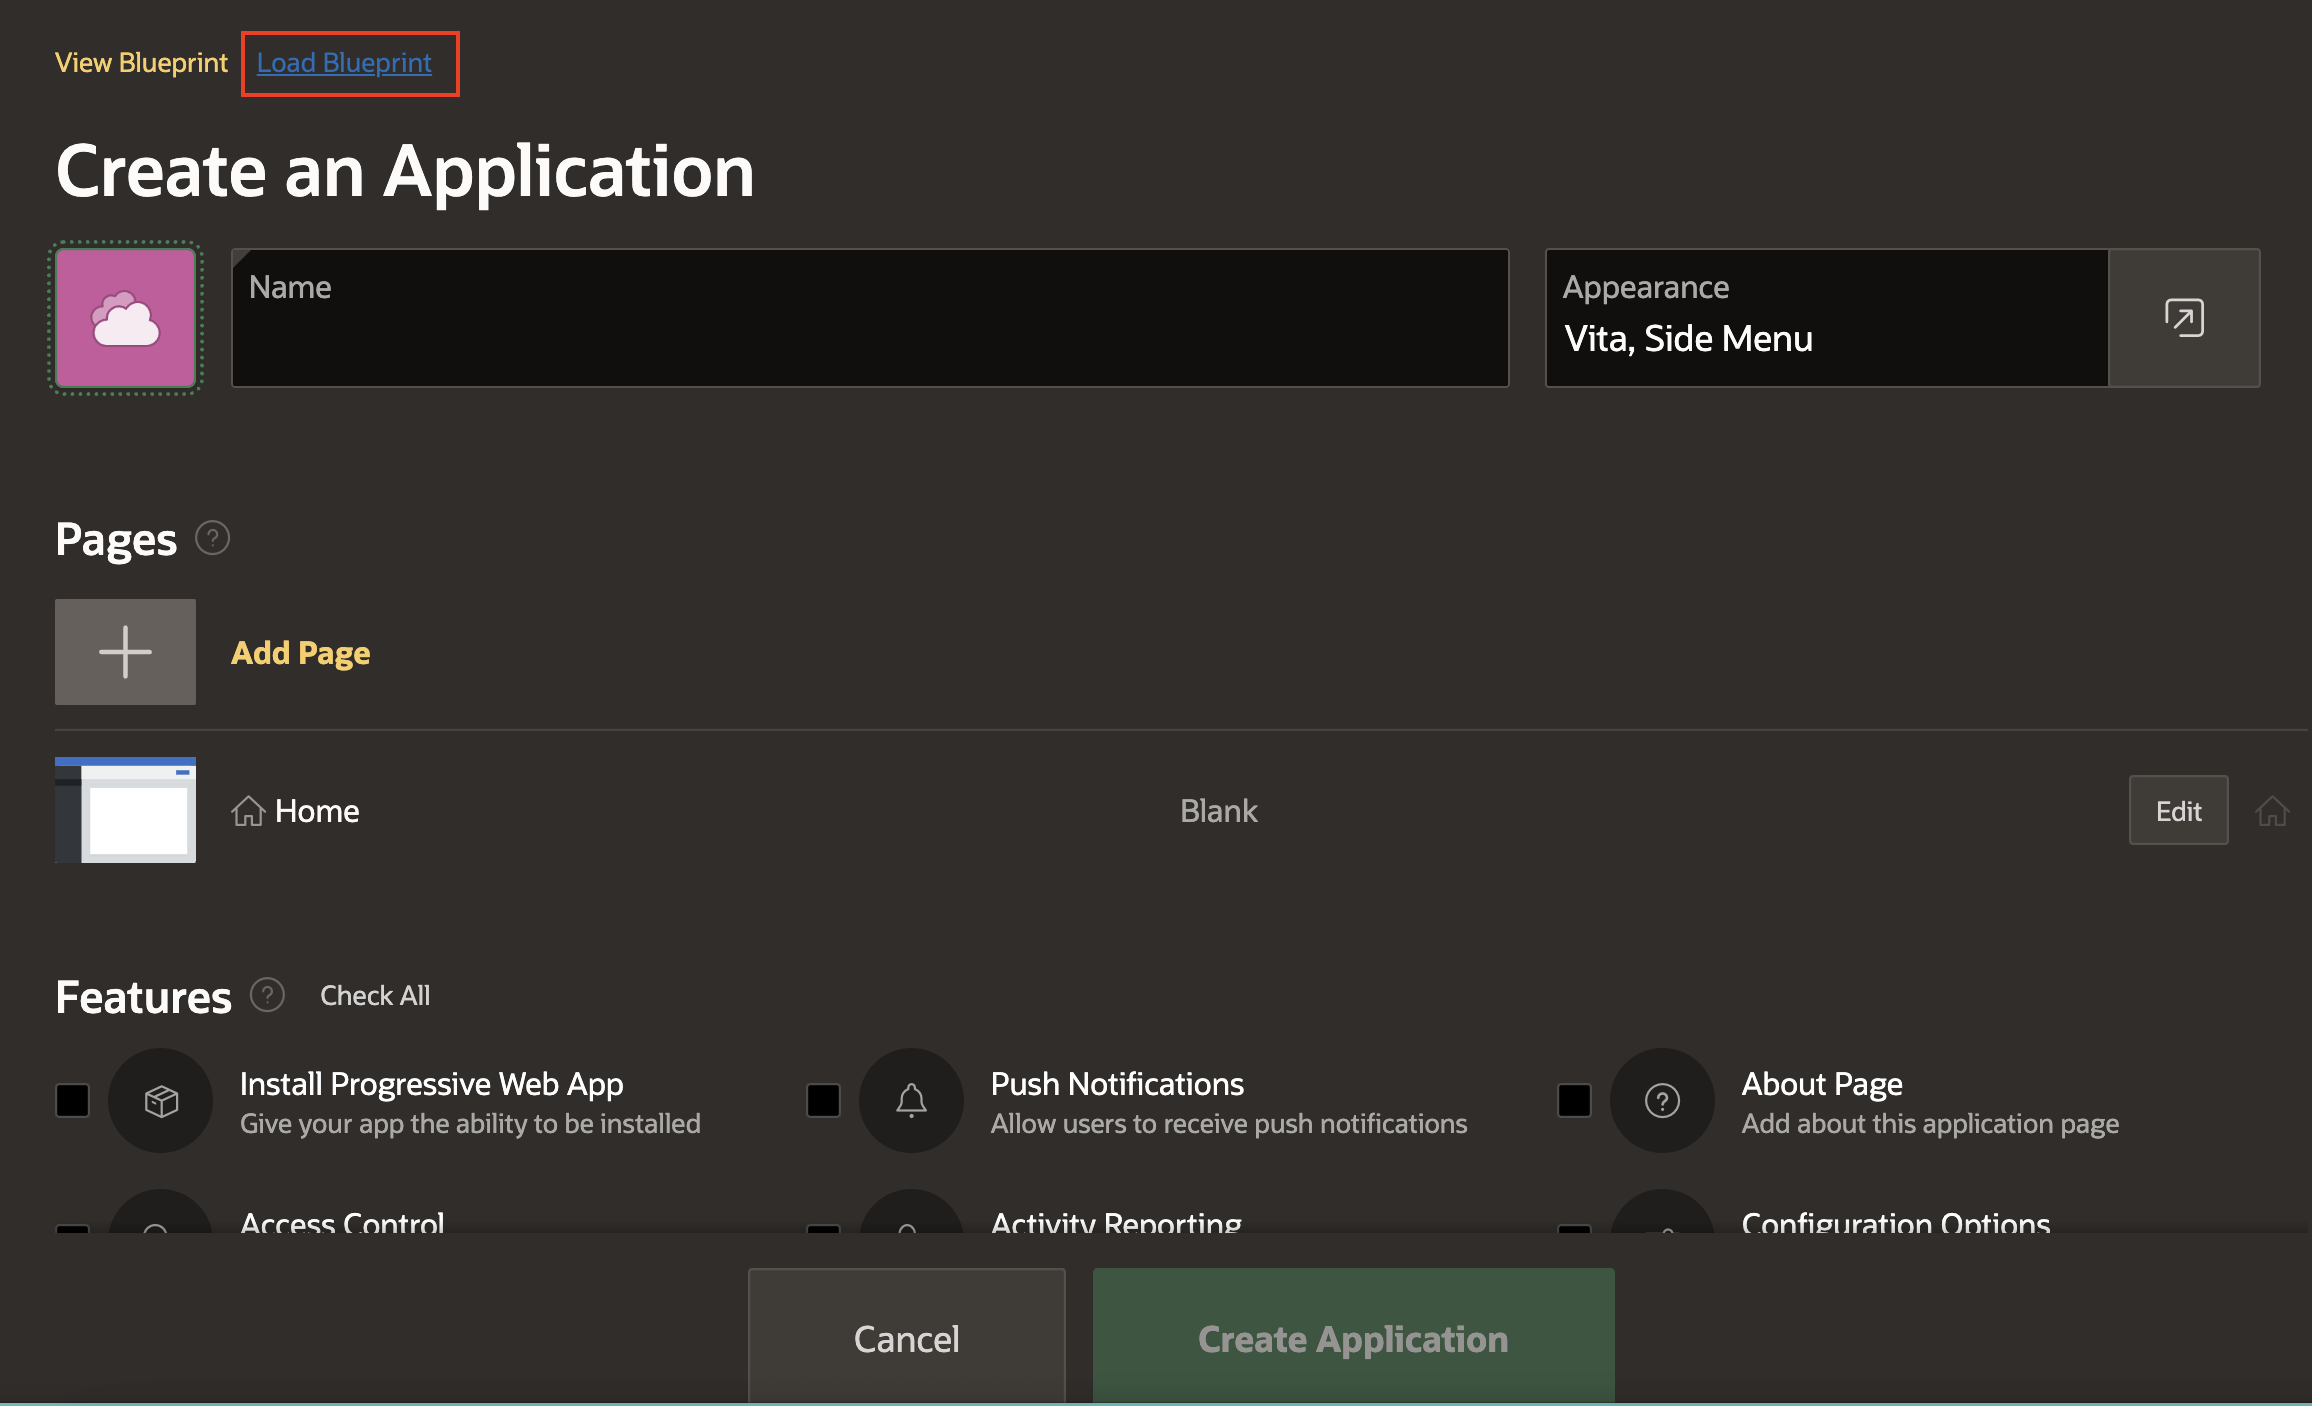 View Blueprint Load Blueprint
Create an Application
Name
Appearance
Vita, Side Menu
Pages ?
Add Page
Home Blank Edit
Features ? Check All
Install Progressive Web App
Give your app the ability to be installed
Push Notifications
Allow users to receive push notifications
? About Page
Add about this application page
Access Control
Activity Reporting
Configuration Options
Cancel Create Application